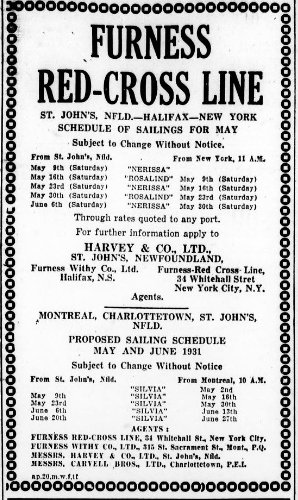 FURNESS
RED-CROSS LINE
ST. JOHN'S, NFLD.—HALIFAX—NEW YORK
SCHEDULE OF SAILINGS FOR MAY
Subject to Change Without Notice.
From St. John's, Nfld. From New York, 11 A.M.
May 9th (Saturday) "NERISSA"
May 16th (Saturday) "ROSALIND" May 9th (Saturday)
May 23rd (Saturday) "NERISSA" May 16th (Saturday)
May 30th (Saturday) "ROSALIND" May 23rd (Saturday)
June 6th (Saturday) "NERISSA" May 30th (Saturday)
Through rates quoted to any port.
For further information apply to
HARVEY & CO., LTD.,
ST. JOHN'S, NEWFOUNDLAND,
Furness Withy Co., Ltd. Furness-Red Cross Line,
Halifax, N.S. 34 Whitehall Stret
New York City, N.Y.
Agents.
MONTREAL, CHARLOTTETOWN, ST. JOHN'S,
NFLD.
PROPOSED SAILING SCHEDULE
MAY AND JUNE 1931
Subject to Change Without Notice
From St. John's, Nfld. From Montreal, 10 A.M.
"SILVIA" May 2nd
May 9th "SILVIA" May 16th
May 23rd "SILVIA" May 30th
June 6th "SILVIA" June 13th
June 20th "SILVIA" June 27th
AGENTS:
FURNESS RED-CROSS LINE, 34 Whitehall St., New York City.
FURNESS WITHY CO., LTD., 315 St. Sacrament St., Mont., P.Q.
MESSRS. HARVEY & CO., LTD., St. John's, Nfld.
MESSRS. CARVELL BROS., LTD., Charlottetown, P.E.I.
ap.20,m,w,f,tf